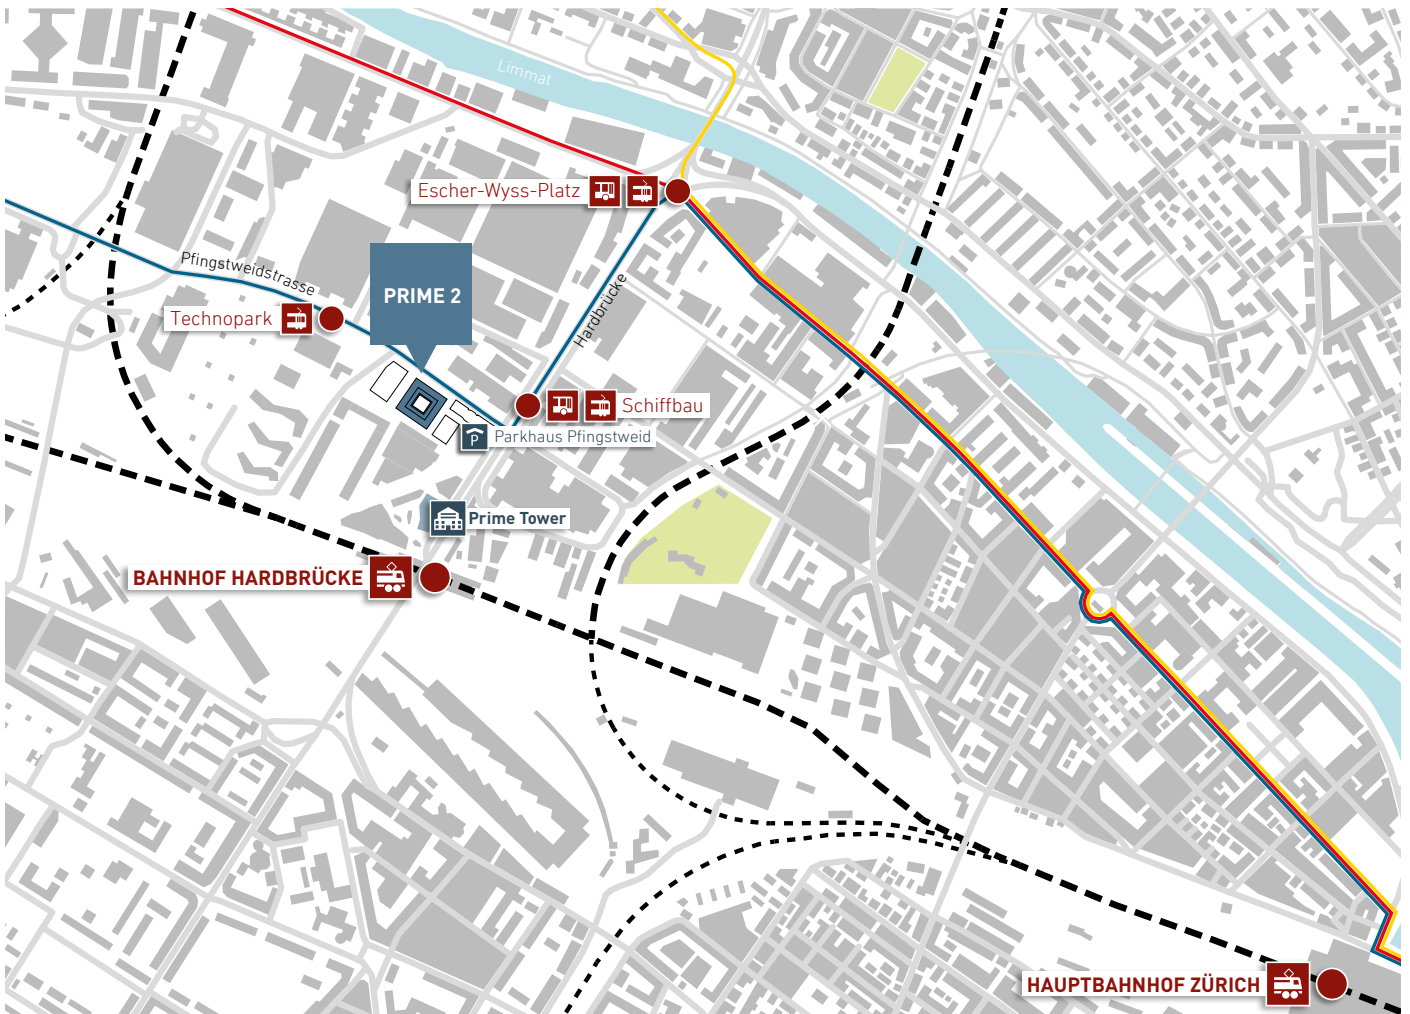 Limmat
Escher-Wyss-Platz
Pfingstweidstrasse
PRIME 2
Hardbrücke
Technopark
Schiffbau
P
Parkhaus Pfingstweid
Prime Tower
BAHNHOF HARDBRÜCKE
HAUPTBAHNHOF ZÜRICH